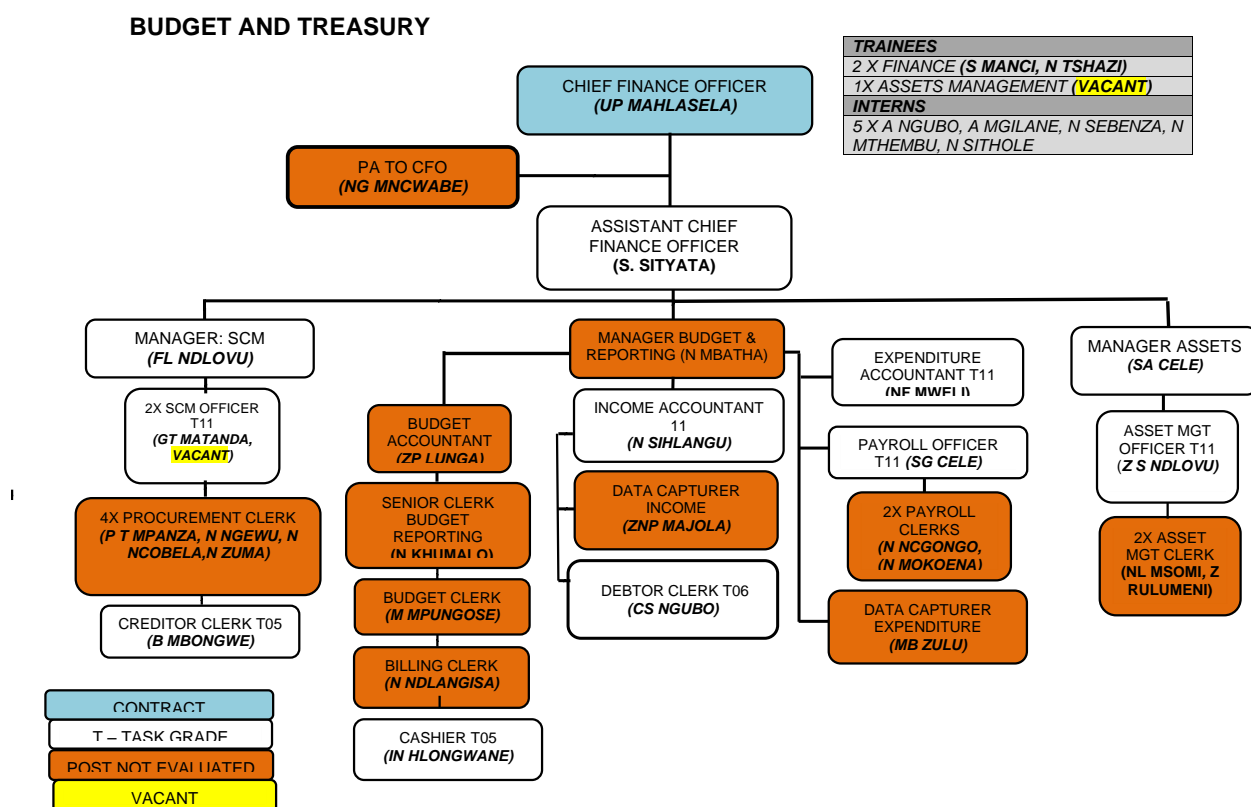 BUDGET AND TREASURY
TRAINEES
2 X FINANCE (S MANCI, N TSHAZI)
1X ASSETS MANAGEMENT (VACANT)
INTERNS
5 X A NGUBO, A MGILANE, N SEBENZA, N
MTHEMBU, N SITHOLE
CHIEF FINANCE OFFICER
(UP MAHLASELA)
PA TO CFO
(NG MNCWABE)
ASSISTANT CHIEF
FINANCE OFFICER
(S. SITYATA)
MANAGER: SCM
(FL NDLOVU)
2X SCM OFFICER
T11
(GT MATANDA,
VACANT)
4X PROCUREMENT CLERK
(P T MPANZA, N NGEWU, N
NCOBELA,N ZUMA)
CREDITOR CLERK T05
(B MBONGWE)
MANAGER BUDGET &
REPORTING (N MBATHA)
BUDGET
ACCOUNTANT
(ZP LUNGA)
SENIOR CLERK
BUDGET
REPORTING
(N KHUMALO)
BUDGET CLERK
(M MPUNGOSE)
BILLING CLERK
(N NDLANGISA)
CASHIER T05
(IN HLONGWANE)
INCOME ACCOUNTANT
11
(N SIHLANGU)
DATA CAPTURER
INCOME
(ZNP MAJOLA)
DEBTOR CLERK T06
(CS NGUBO)
EXPENDITURE
ACCOUNTANT T11
(NF MWELI)
PAYROLL OFFICER
T11 (SG CELE)
2X PAYROLL
CLERKS
(N NCGONGO,
N MOKOENA)
DATA CAPTURER
EXPENDITURE
(MB ZULU)
MANAGER ASSETS
(SA CELE)
ASSET MGT
OFFICER T11
(Z S NDLOVU)
2X ASSET
MGT CLERK
(NL MSOMI, Z
RULUMENI)
CONTRACT
T – TASK GRADE
POST NOT EVALUATED
VACANT